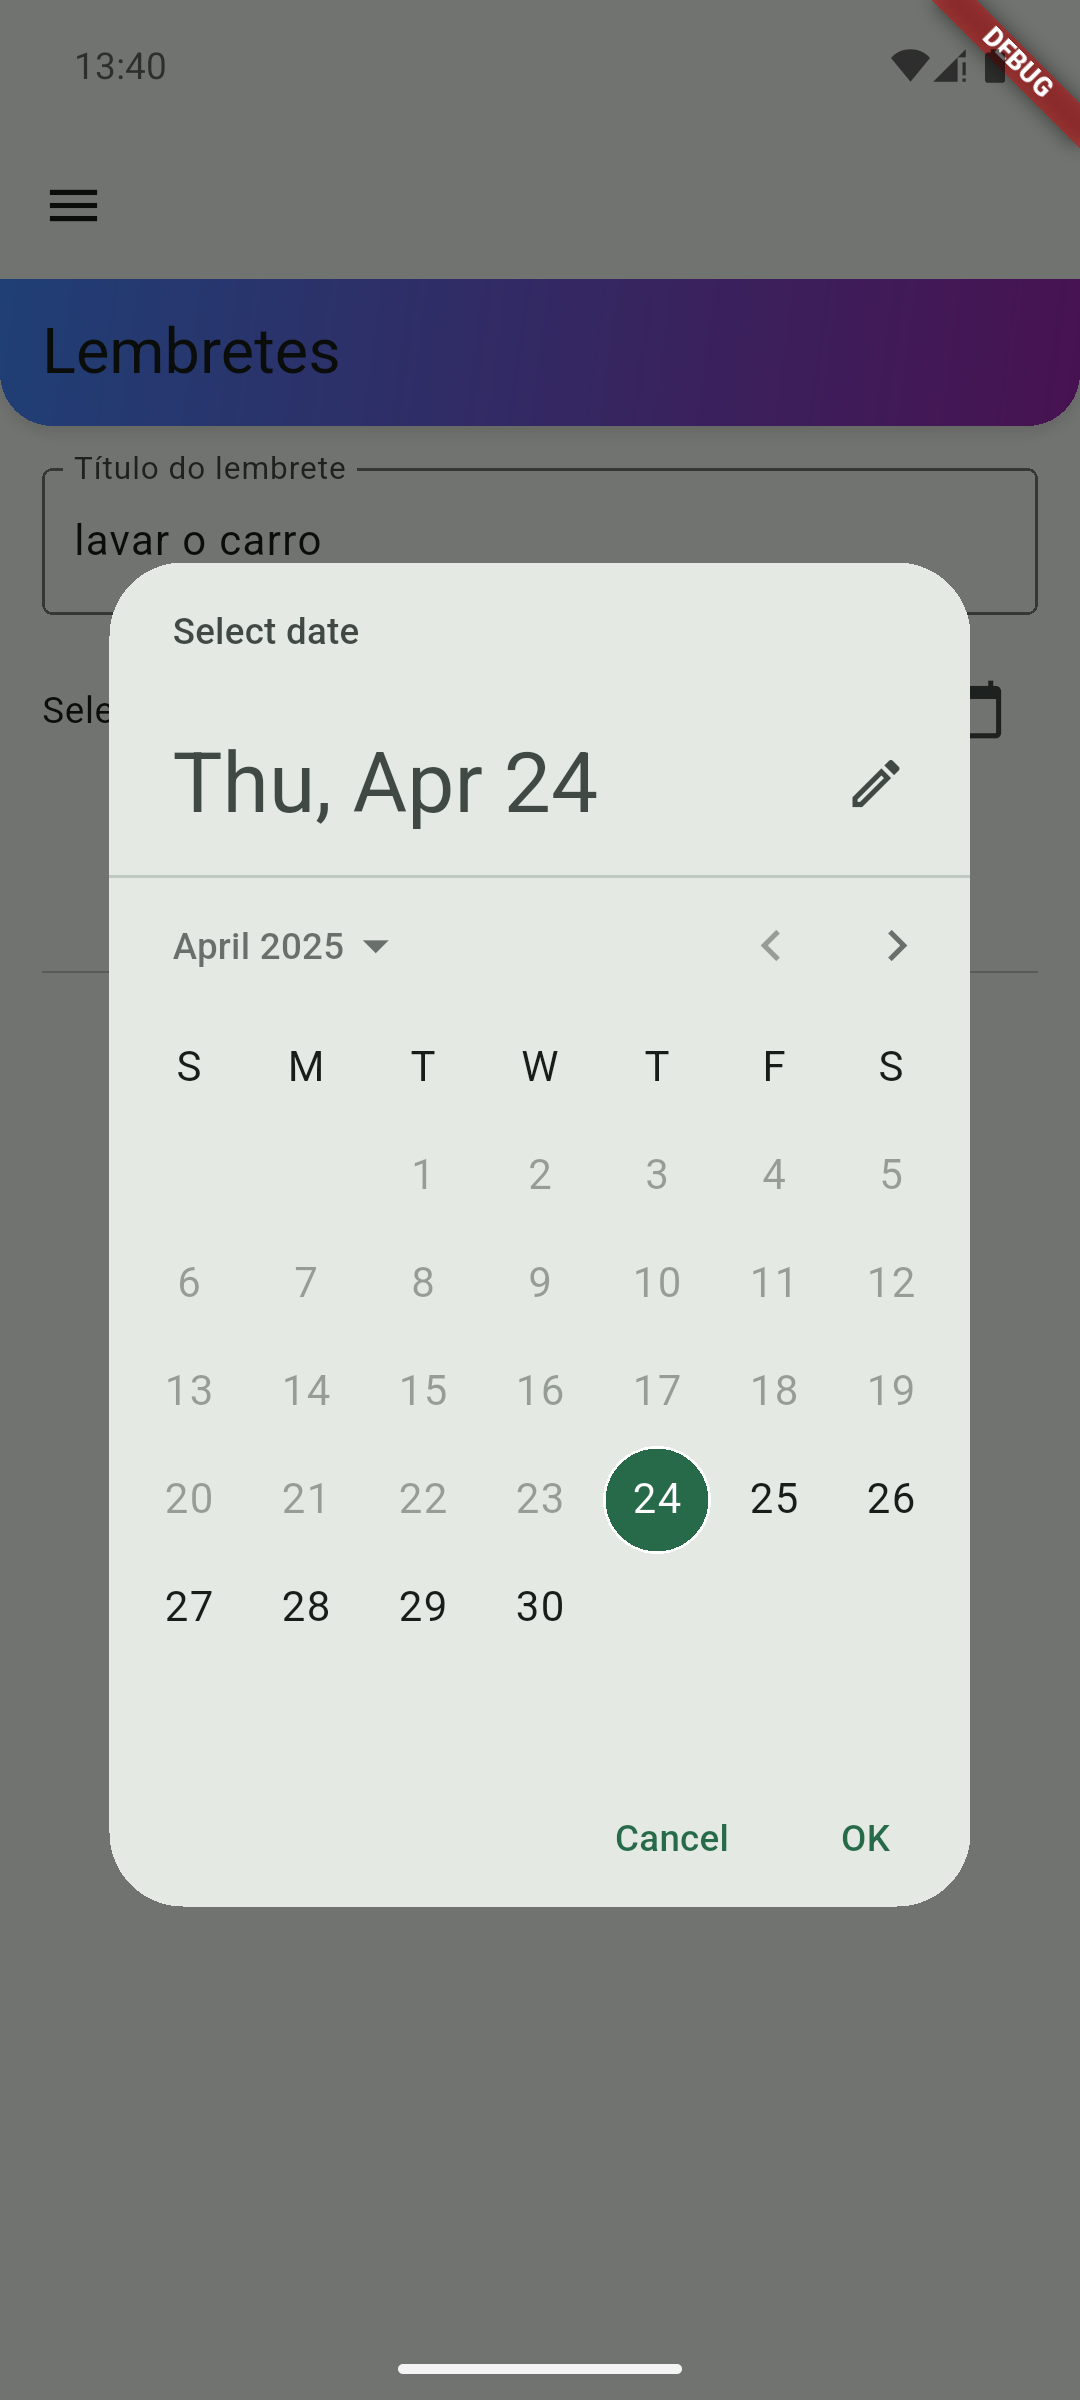 13:40
DEBUG
Lembretes
Título do lembrete
lavar o carro
Sele
Select date
Thu, Apr 24
April 2025
S M T W T F S
1 2 3 4 5
6 7 8 9 10 11 12
13 14 15 16 17 18 19
20 21 22 23 24 25 26
27 28 29 30
Cancel OK